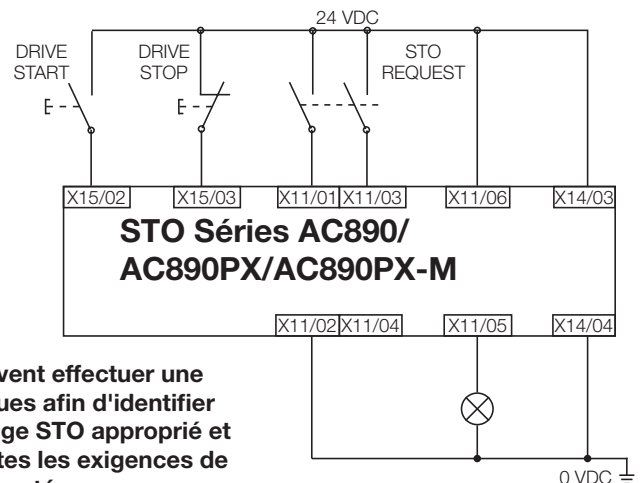 24 VDC
DRIVE
START
DRIVE
STOP
STO
REQUEST
X15/02 X15/03 X11/01 X11/03 X11/06 X14/03
STO Séries AC890/
AC890PX/AC890PX-M
X11/02 X11/04 X11/05 X14/04
vent effectuer une
ues afin d'identifier
ge STO approprié et
tes les exigences de
0 VDC